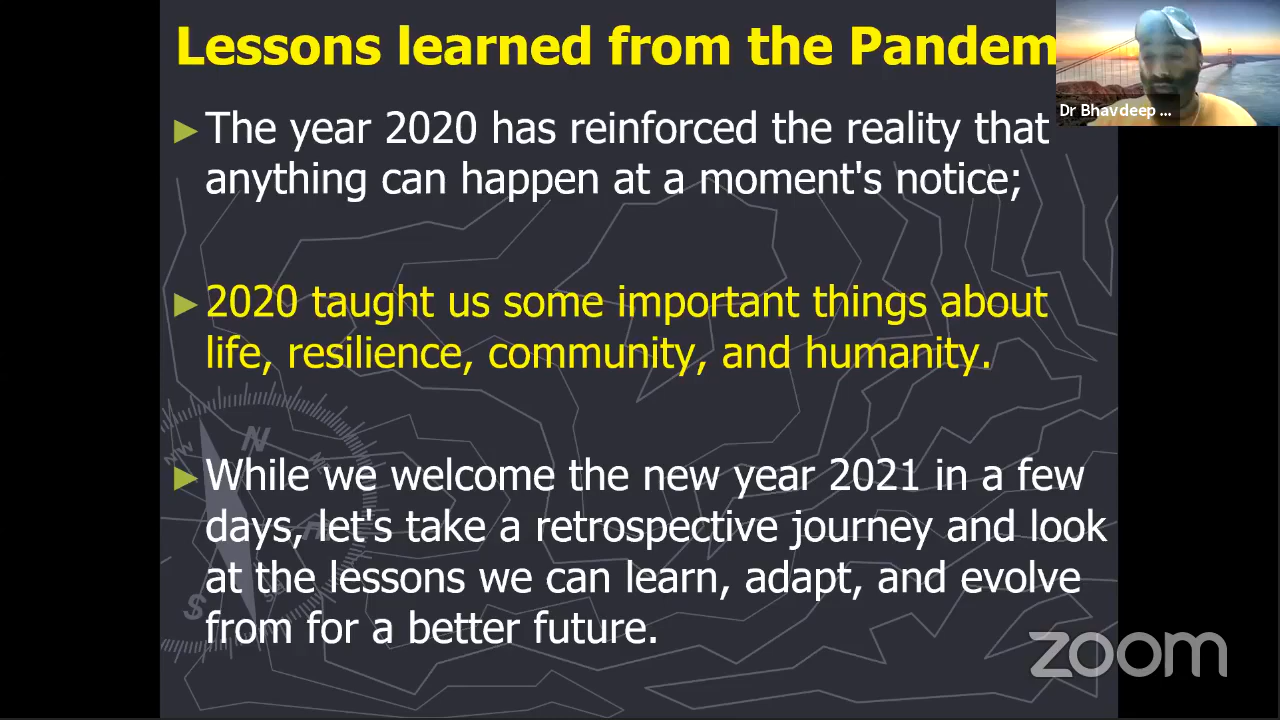 Lessons learned from the Pandem
Dr Bhavdeep ...
The year 2020 has reinforced the reality that
anything can happen at a moment's notice;
2020 taught us some important things about
life, resilience, community, and humanity.
While we welcome the new year 2021 in a few
days, let's take a retrospective journey and look
at the lessons we can learn, adapt, and evolve
from for a better future.
N
S
zoom